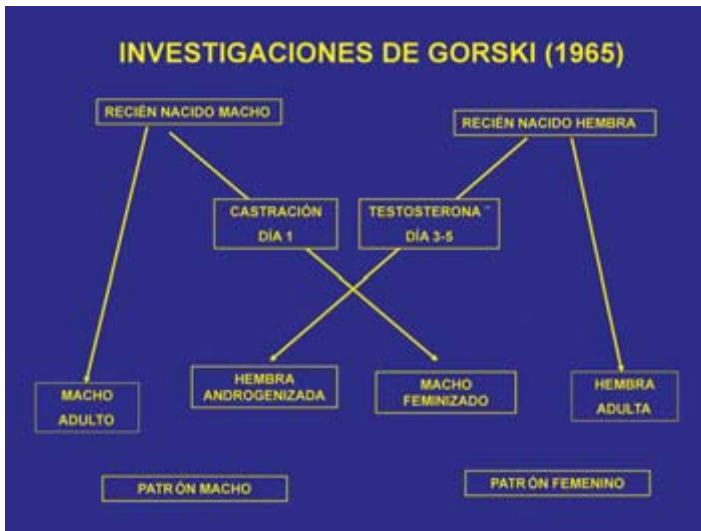 INVESTIGACIONES DE GORSKI (1965)
RECIÉN NACIDO MACHO
RECIÉN NACIDO HEMBRA
CASTRACIÓN
DÍA 1
TESTOSTERONA
DÍA 3-5
MACHO
ADULTO
HEMBRA
ANDROGENIZADA
MACHO
FEMINIZADO
HEMBRA
ADULTA
PATRÓN MACHO
PATRÓN FEMENINO